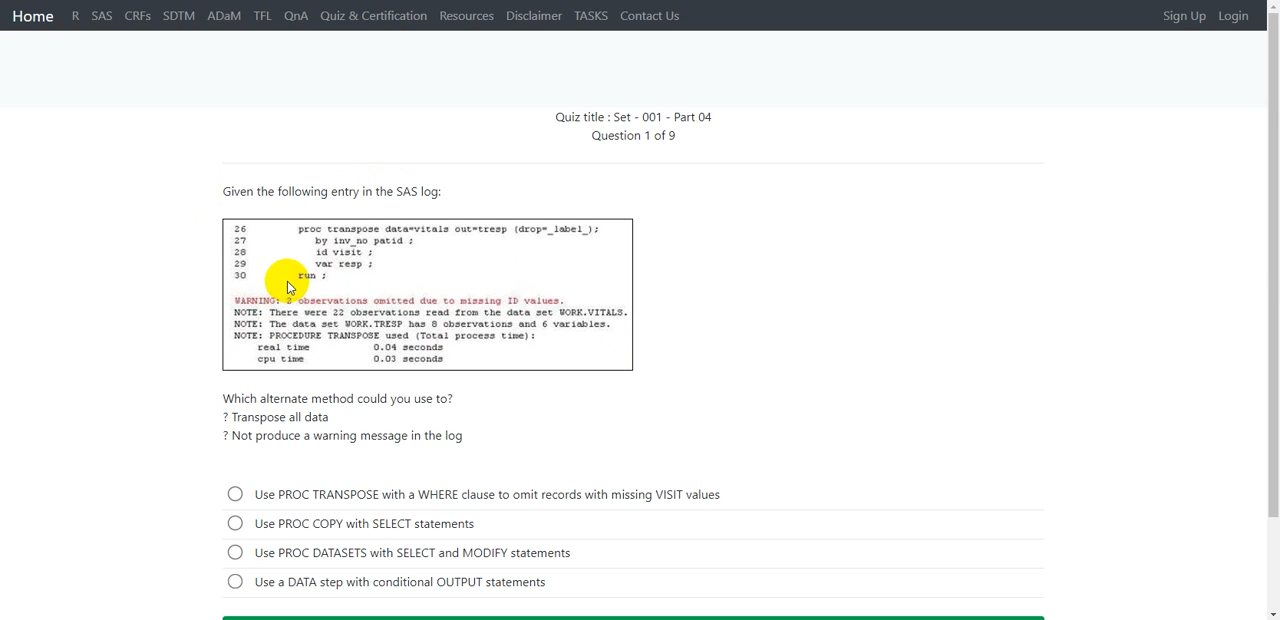 Home R SAS CRFs SDTM ADaM TFL QnA Quiz & Certification Resources Disclaimer TASKS Contact Us Sign Up Login
Quiz title : Set - 001 - Part 04
Question 1 of 9
Given the following entry in the SAS log:
26 proc transpose data=vitals out=tresp (drop=_label_);
27 by inv_no patid ;
28 id visit ;
29 var resp ;
30 run ;
WARNING: 2 observations omitted due to missing ID values.
NOTE: There were 22 observations read from the data set WORK.VITALS.
NOTE: The data set WORK.TRESP has 8 observations and 6 variables.
NOTE: PROCEDURE TRANSPOSE used (Total process time):
real time 0.04 seconds
cpu time 0.03 seconds
Which alternate method could you use to?
? Transpose all data
? Not produce a warning message in the log
Use PROC TRANSPOSE with a WHERE clause to omit records with missing VISIT values
Use PROC COPY with SELECT statements
Use PROC DATASETS with SELECT and MODIFY statements
Use a DATA step with conditional OUTPUT statements